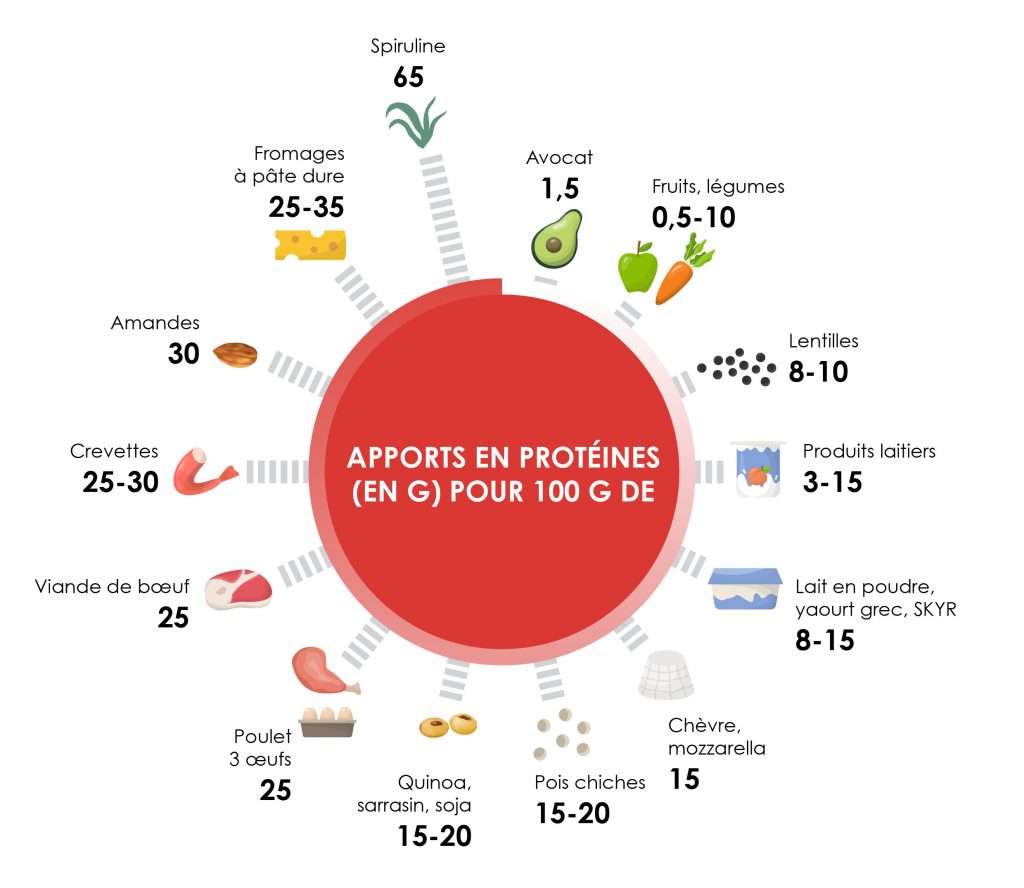 Spiruline
65
Avocat
1,5
Fruits, légumes
0,5-10
Lentilles
8-10
Produits laitiers
3-15
Lait en poudre,
yaourt grec, SKYR
8-15
Chèvre,
mozzarella
15
Pois chiches
15-20
Quinoa,
sarrasin, soja
15-20
Poulet
3 œufs
25
Viande de bœuf
25
Crevettes
25-30
Amandes
30
Fromages
à pâte dure
25-35
APPORTS EN PROTÉINES
(EN G) POUR 100 G DE